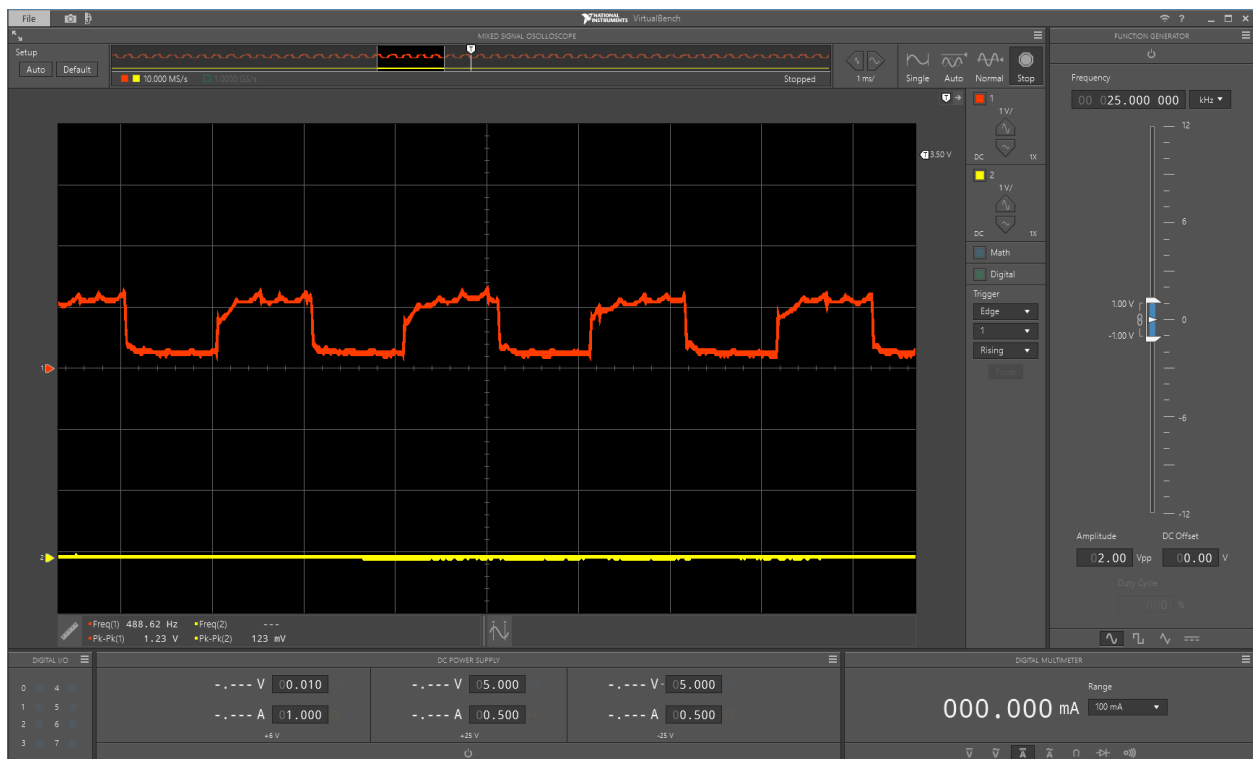 File
NATIONAL INSTRUMENTS VirtualBench
?
MIXED SIGNAL OSCILLOSCOPE
FUNCTION GENERATOR
Setup
Auto Default
10.000 MS/s 1.0000 GS/s
Stopped
T
1 ms/
Single Auto Normal Stop
T
T 3.50 V
1
1 V/
DC 1X
2
1 V/
DC 1X
Math
Digital
Trigger
Edge
1
Rising
Force
1
2
Frequency
00 025.000 000 kHz
12
6
1.00 V
0
-1.00 V
-6
-12
Amplitude DC Offset
02.00 Vpp 00.00 V
Duty Cycle
000 %
Freq(1) 488.62 Hz Freq(2) ---
Pk-Pk(1) 1.23 V Pk-Pk(2) 123 mV
DIGITAL I/O
0 4
1 5
2 6
3 7
DC POWER SUPPLY
-.--- V 00.010 -.--- V 05.000 -.--- V - 05.000
-.--- A 01.000 -.--- A 00.500 -.--- A 00.500
+6 V +25 V -25 V
DIGITAL MULTIMETER
000.000 mA
Range
100 mA
V V A A Ω